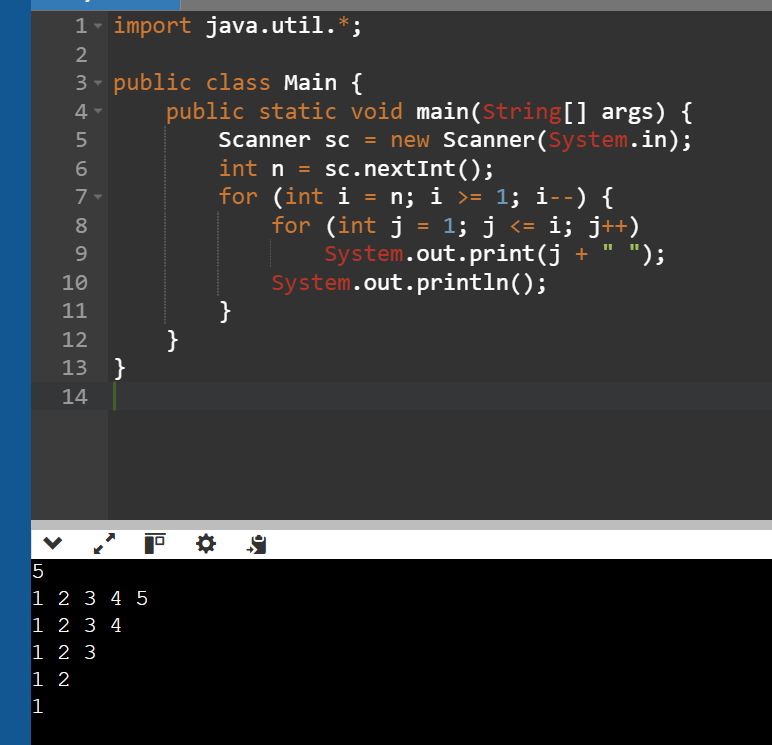 1 import java.util.*;
2
3 public class Main {
4     public static void main(String[] args) {
5         Scanner sc = new Scanner(System.in);
6         int n = sc.nextInt();
7         for (int i = n; i >= 1; i--) {
8             for (int j = 1; j <= i; j++)
9                 System.out.print(j + " ");
10             System.out.println();
11         }
12     }
13 }
14
5
1 2 3 4 5
1 2 3 4
1 2 3
1 2
1